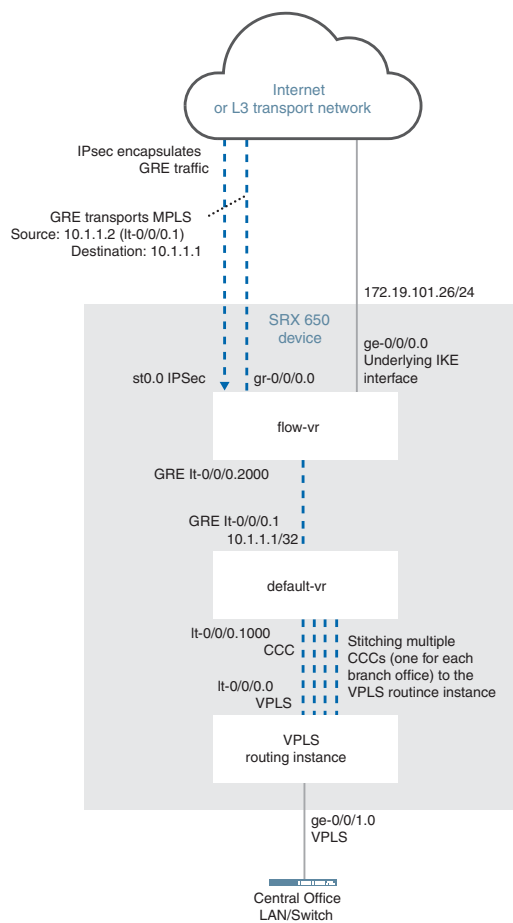 Internet
or L3 transport network
IPsec encapsulates
GRE traffic
GRE transports MPLS
Source: 10.1.1.2 (lt-0/0/0.1)
Destination: 10.1.1.1
172.19.101.26/24
SRX 650
device
ge-0/0/0.0
Underlying IKE
interface
st0.0 IPSec
gr-0/0/0.0
flow-vr
GRE lt-0/0/0.2000
GRE lt-0/0/0.1
10.1.1.1/32
default-vr
lt-0/0/0.1000
CCC
Stitching multiple
CCCs (one for each
branch office) to the
VPLS routince instance
lt-0/0/0.0
VPLS
VPLS
routing instance
ge-0/0/1.0
VPLS
Central Office
LAN/Switch